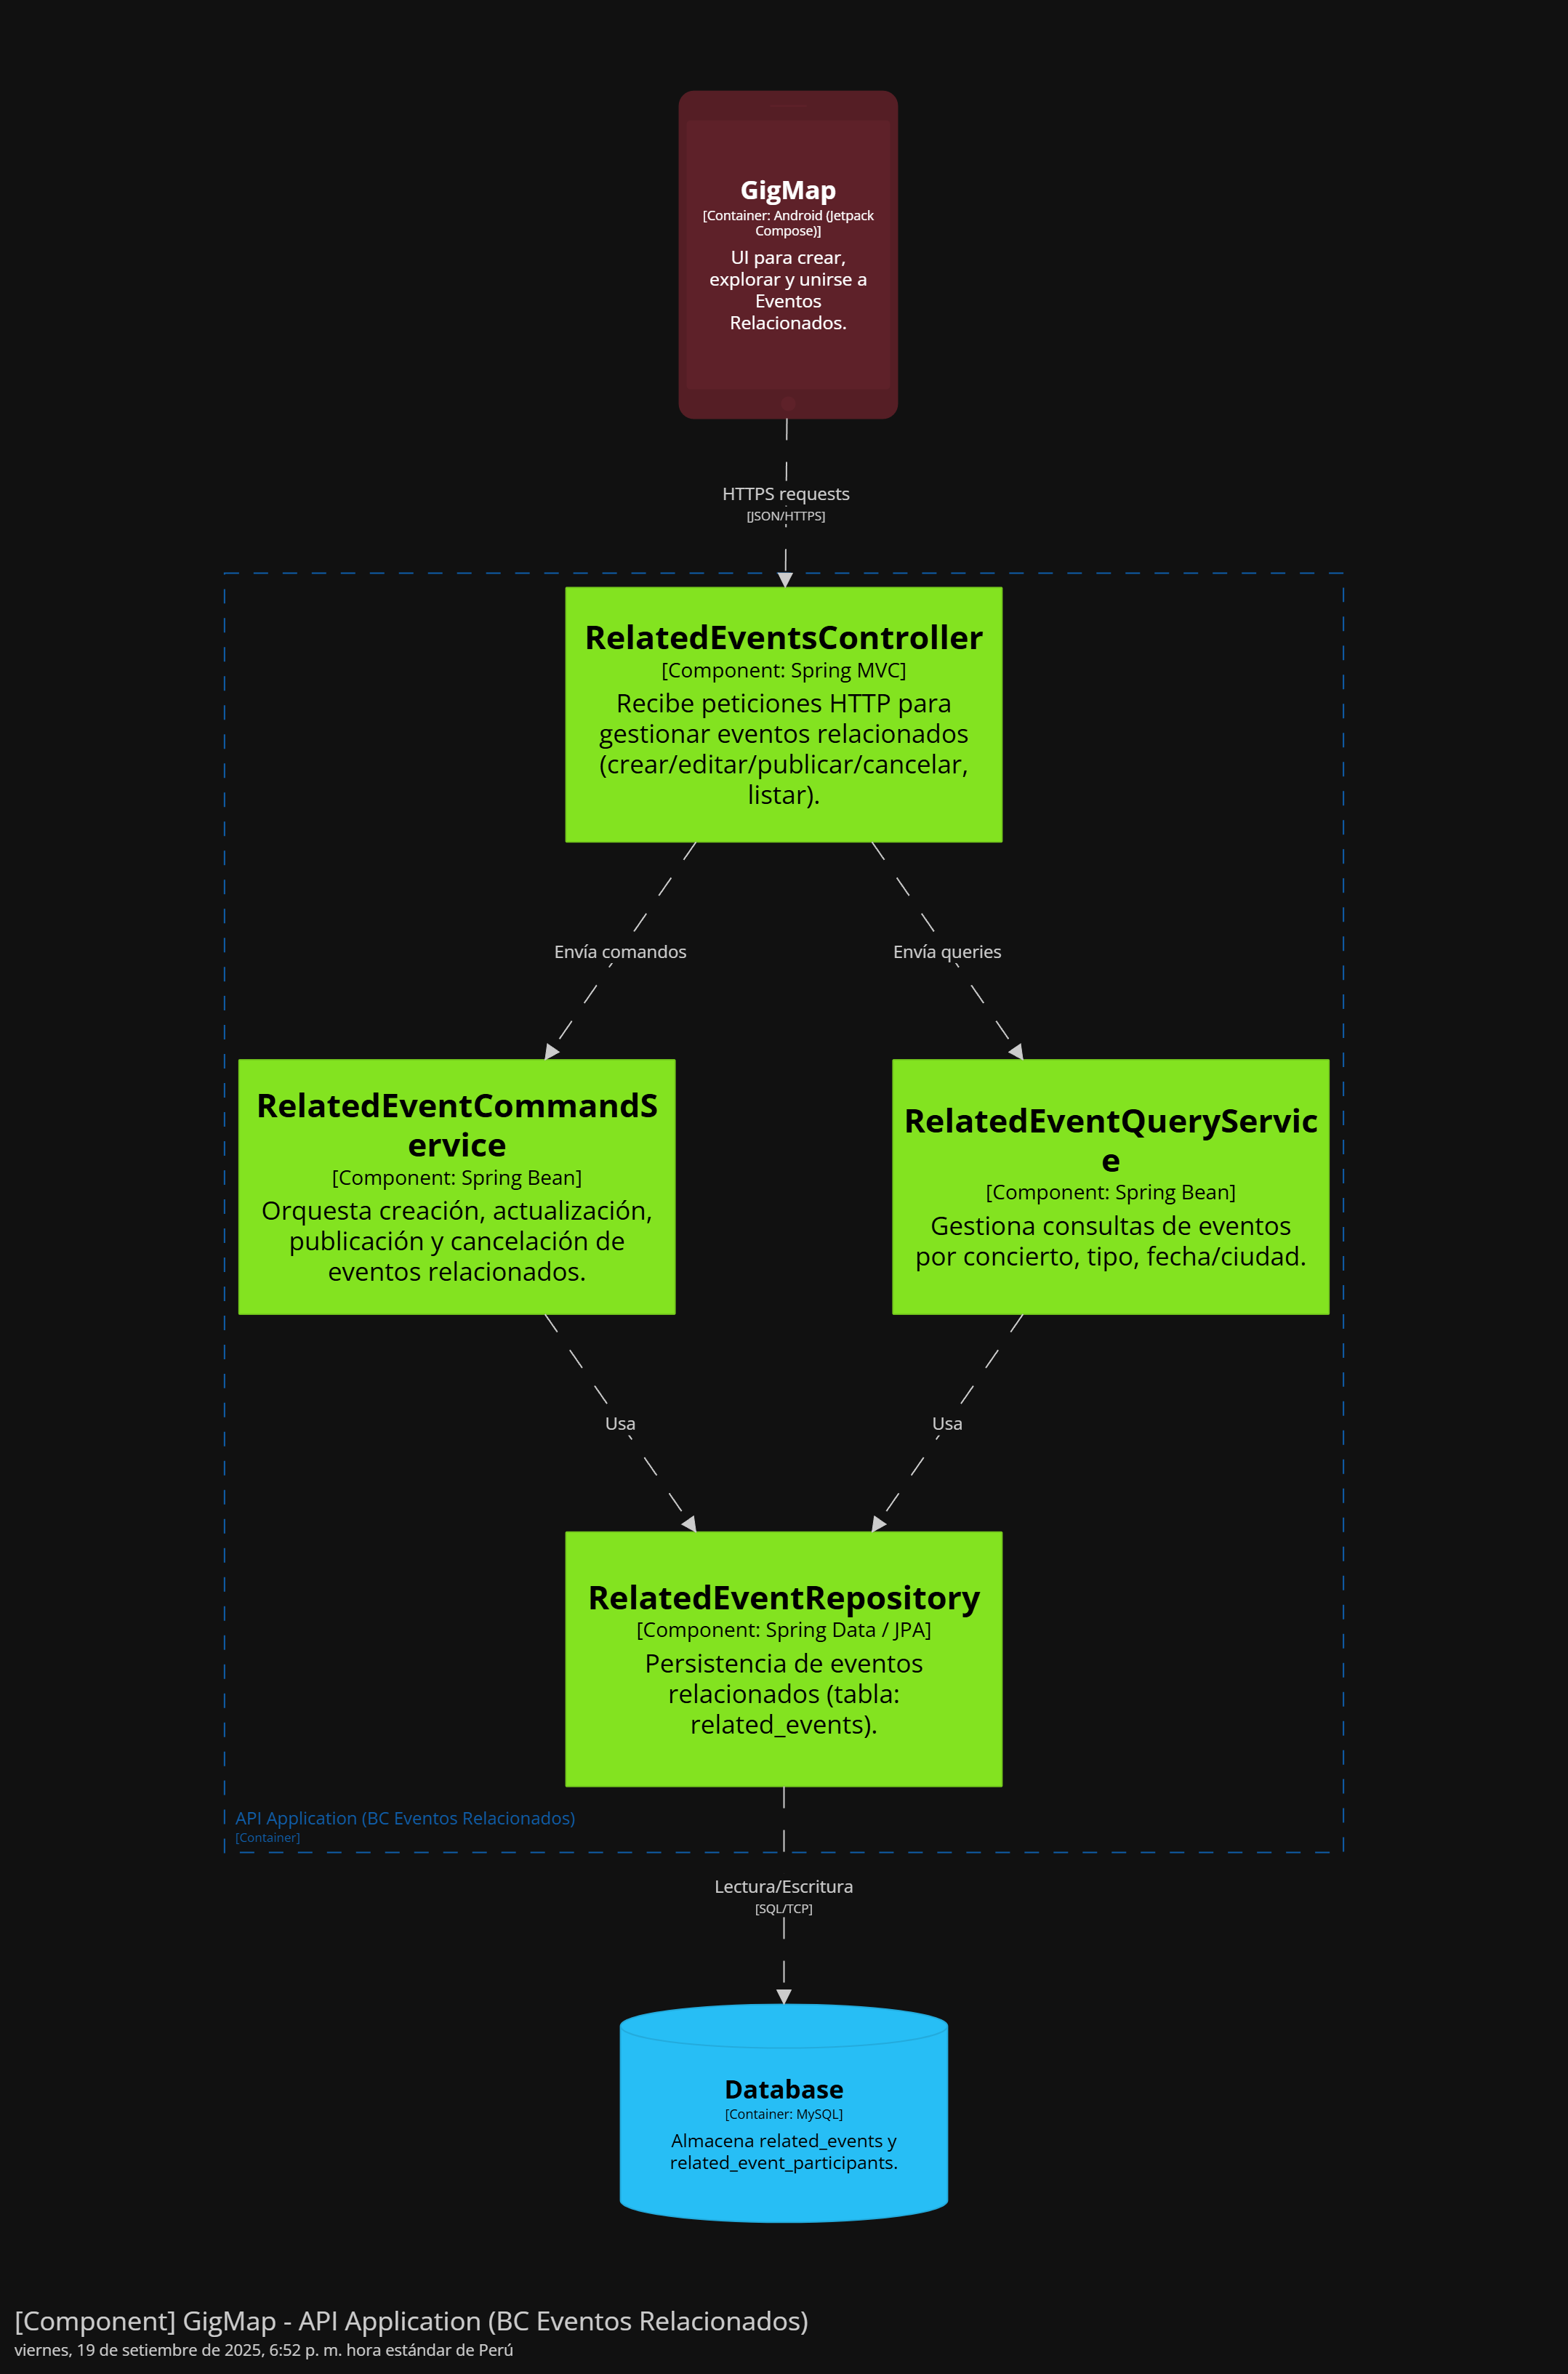 GigMap
[Container: Android (Jetpack
Compose)]
UI para crear,
explorar y unirse a
Eventos
Relacionados.
HTTPS requests
[JSON/HTTPS]
RelatedEventsController
[Component: Spring MVC]
Recibe peticiones HTTP para
gestionar eventos relacionados
(crear/editar/publicar/cancelar,
listar).
Envía comandos
Envía queries
RelatedEventCommandS
ervice
[Component: Spring Bean]
Orquesta creación, actualización,
publicación y cancelación de
eventos relacionados.
RelatedEventQueryServic
e
[Component: Spring Bean]
Gestiona consultas de eventos
por concierto, tipo, fecha/ciudad.
Usa
Usa
RelatedEventRepository
[Component: Spring Data / JPA]
Persistencia de eventos
relacionados (tabla:
related_events).
API Application (BC Eventos Relacionados)
[Container]
Lectura/Escritura
[SQL/TCP]
Database
[Container: MySQL]
Almacena related_events y
related_event_participants.
[Component] GigMap - API Application (BC Eventos Relacionados)
viernes, 19 de setiembre de 2025, 6:52 p. m. hora estándar de Perú